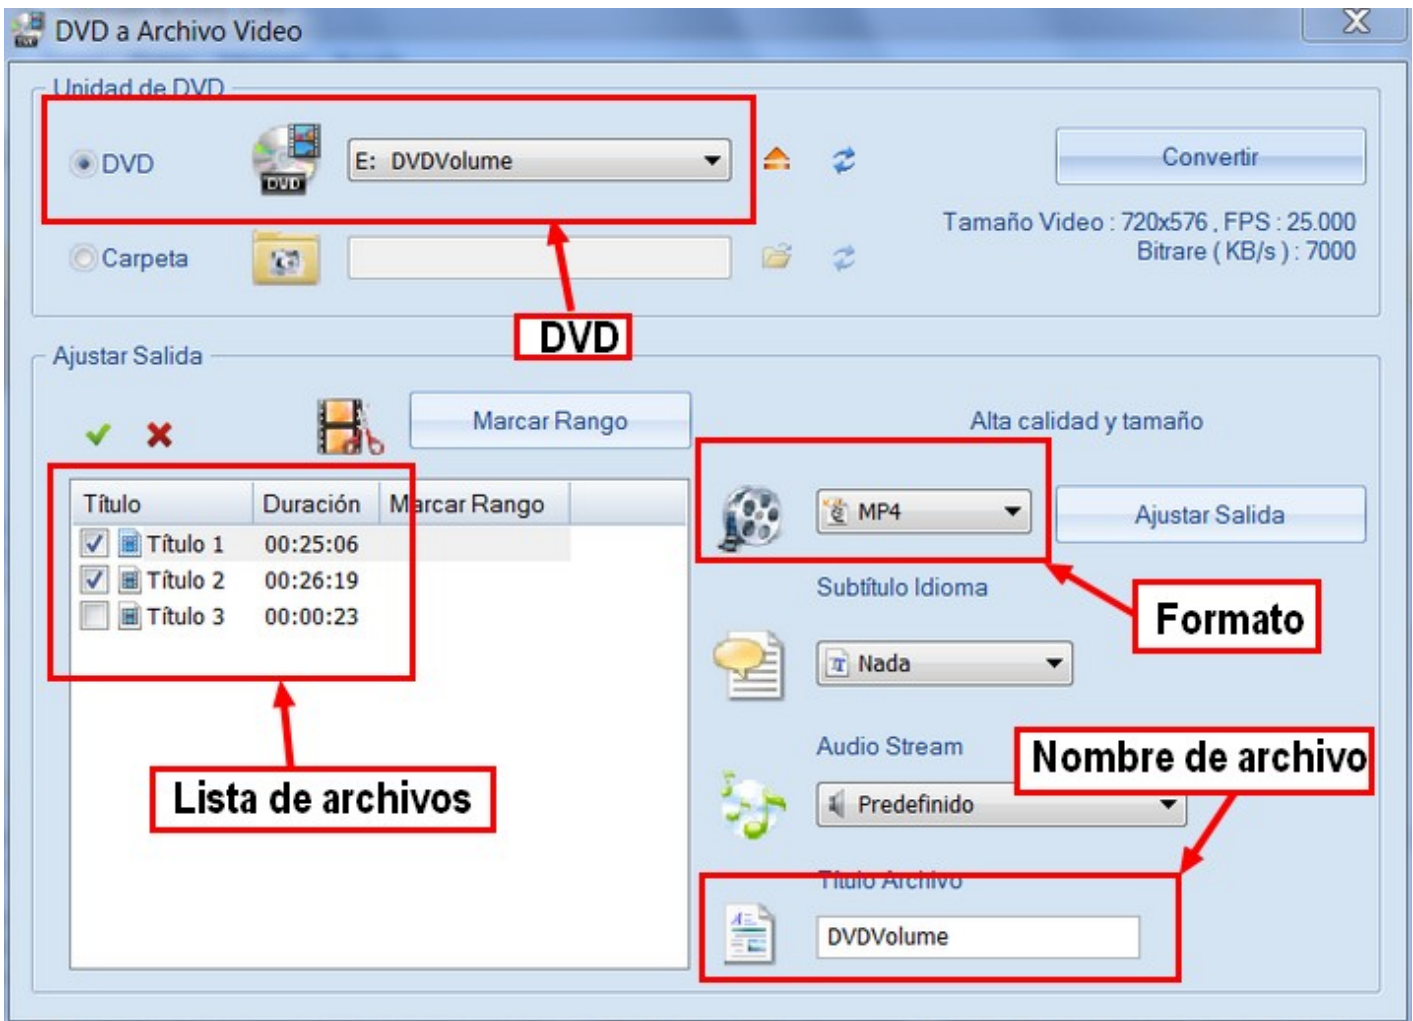 DVD a Archivo Video
Unidad de DVD
DVD
E: DVDVolume
Convertir
Tamaño Video : 720x576 , FPS : 25.000
Bitrare ( KB/s ) : 7000
Carpeta
DVD
Ajustar Salida
Marcar Rango
Alta calidad y tamaño
Título Duración Marcar Rango
Título 1 00:25:06
Título 2 00:26:19
Título 3 00:00:23
MP4
Ajustar Salida
Formato
Subtítulo Idioma
Nada
Lista de archivos
Audio Stream
Nombre de archivo
Predefinido
Título Archivo
DVDVolume